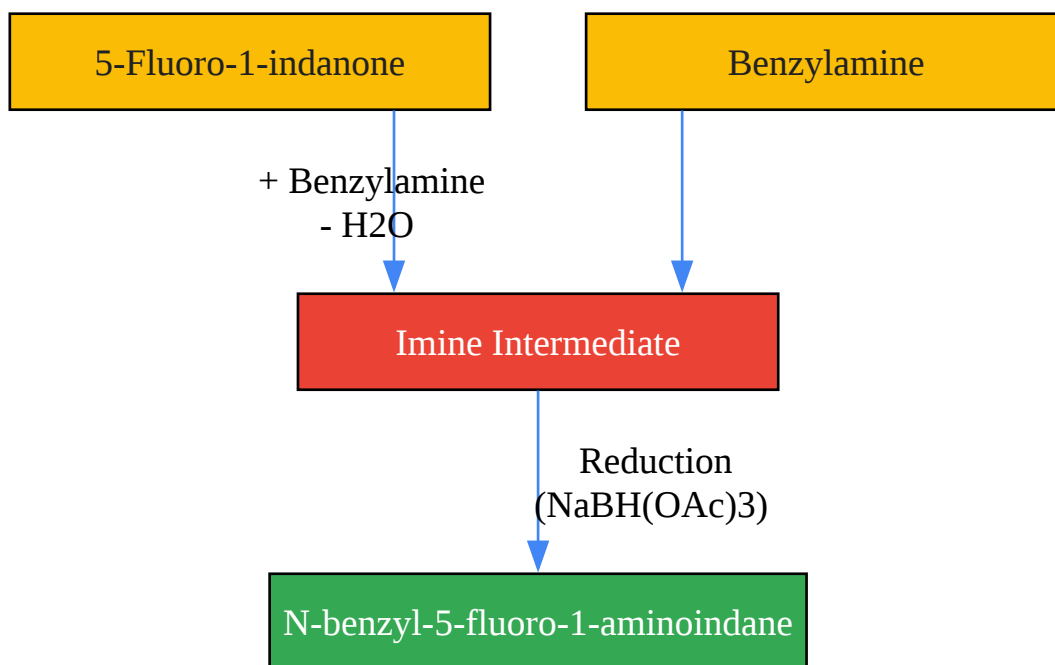 5-Fluoro-1-indanone
Benzylamine
+ Benzylamine
- H2O
Imine Intermediate
Reduction
(NaBH(OAc)3)
N-benzyl-5-fluoro-1-aminoindane